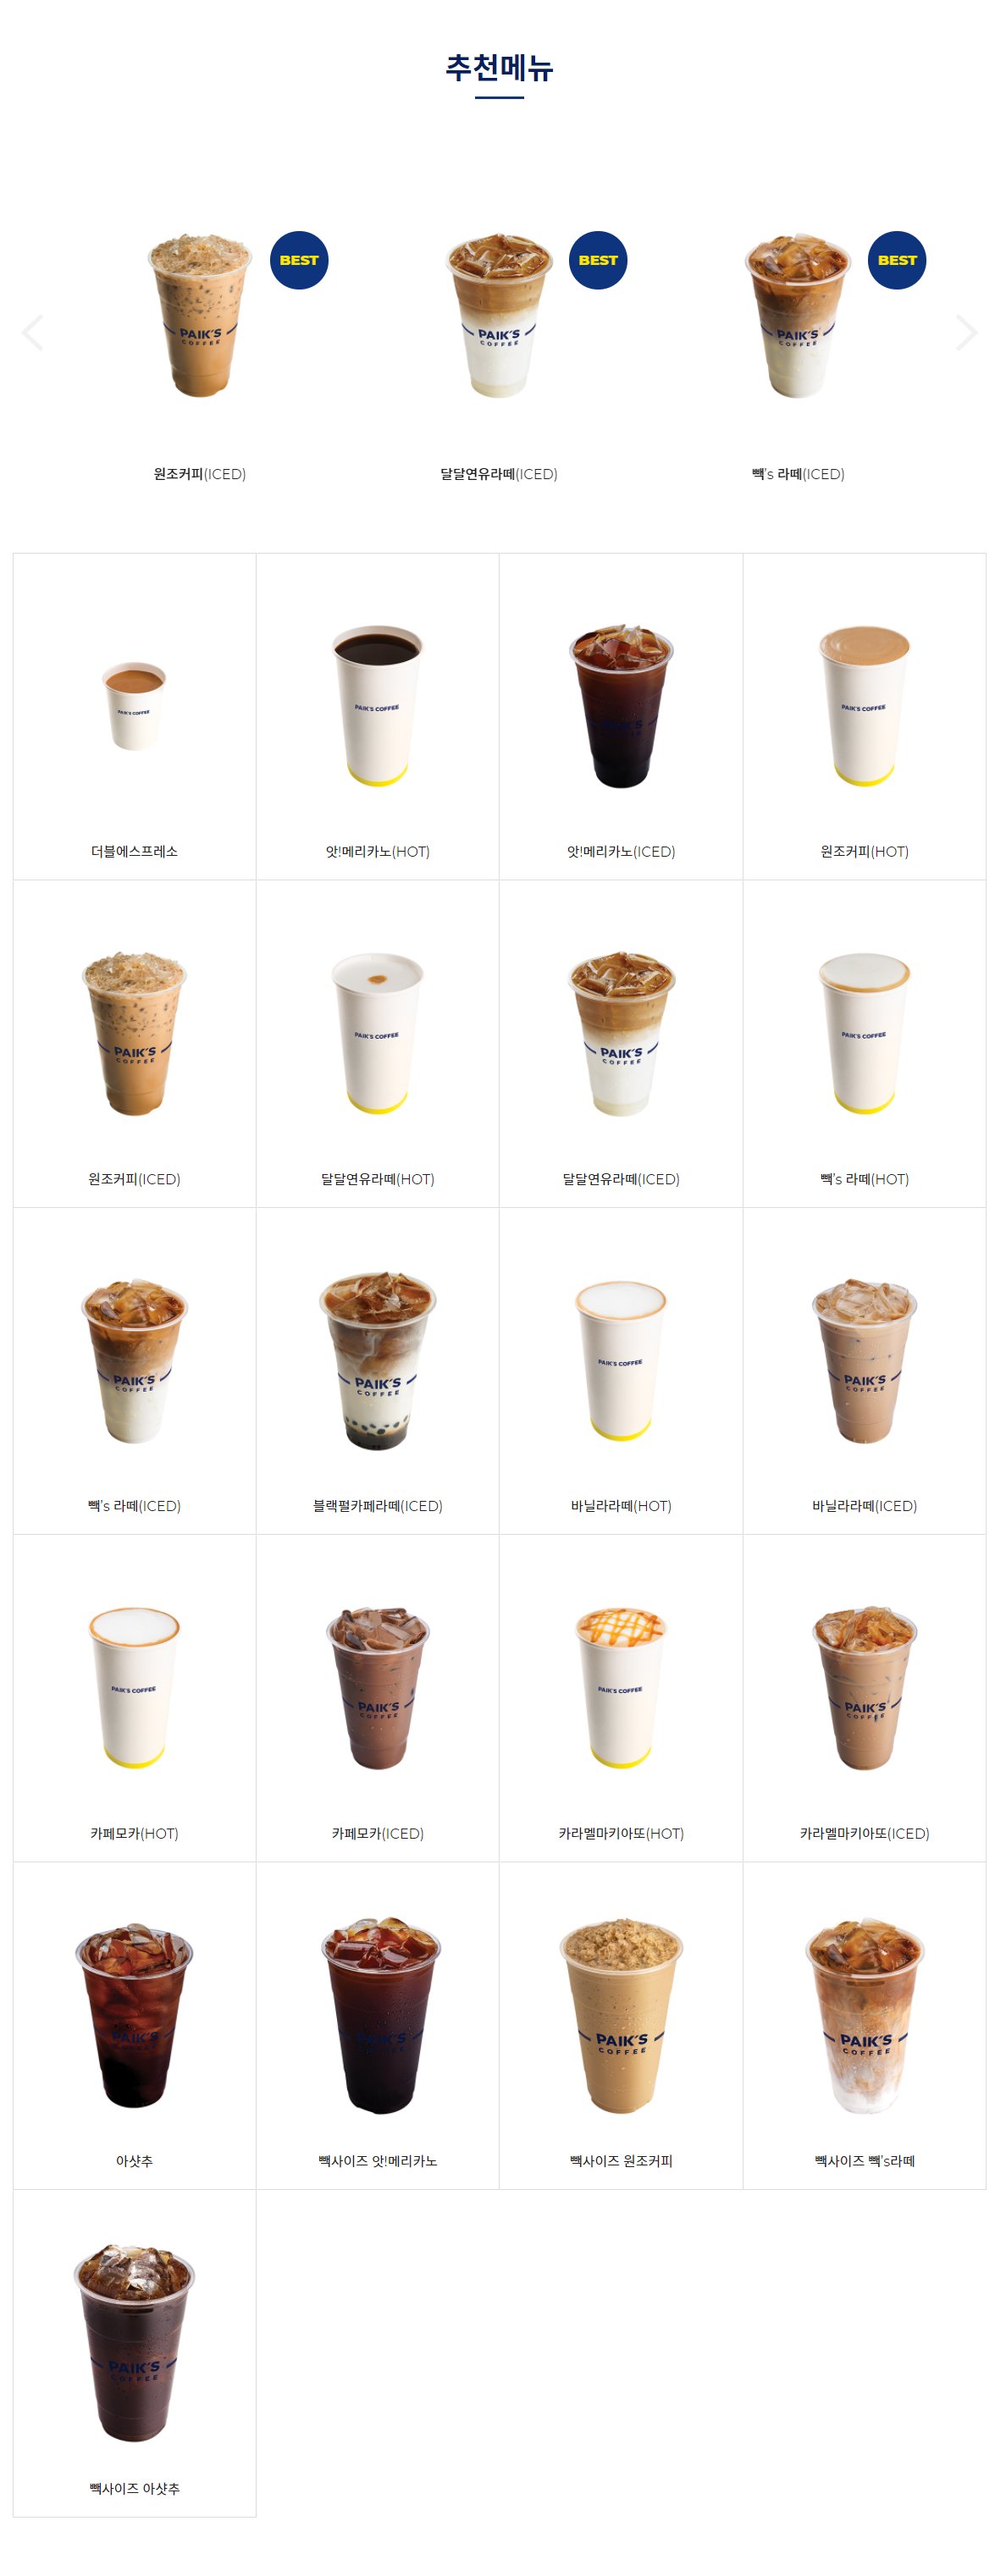 추천메뉴
BEST
BEST
BEST
PAIK'S
COFFEE
PAIK'S
COFFEE
PAIK'S
COFFEE
원조커피(ICED)
달달연유라떼(ICED)
빽's 라떼(ICED)
PAIK'S COFFEE
PAIK'S COFFEE
PAIK'S
COFFEE
PAIK'S COFFEE
더블에스프레소
앗!메리카노(HOT)
앗!메리카노(ICED)
원조커피(HOT)
PAIK'S
COFFEE
PAIK'S COFFEE
PAIK'S
COFFEE
PAIK'S COFFEE
원조커피(ICED)
달달연유라떼(HOT)
달달연유라떼(ICED)
빽's 라떼(HOT)
PAIK'S
COFFEE
PAIK'S
COFFEE
PAIK'S COFFEE
PAIK'S
COFFEE
빽's 라떼(ICED)
블랙펄카페라떼(ICED)
바닐라라떼(HOT)
바닐라라떼(ICED)
PAIK'S COFFEE
PAIK'S
COFFEE
PAIK'S COFFEE
PAIK'S
COFFEE
카페모카(HOT)
카페모카(ICED)
카라멜마키아또(HOT)
카라멜마키아또(ICED)
PAIK'S
COFFEE
PAIK'S
COFFEE
PAIK'S
COFFEE
PAIK'S
COFFEE
아샷추
빽사이즈 앗!메리카노
빽사이즈 원조커피
빽사이즈 빽's라떼
PAIK'S
COFFEE
빽사이즈 아샷추